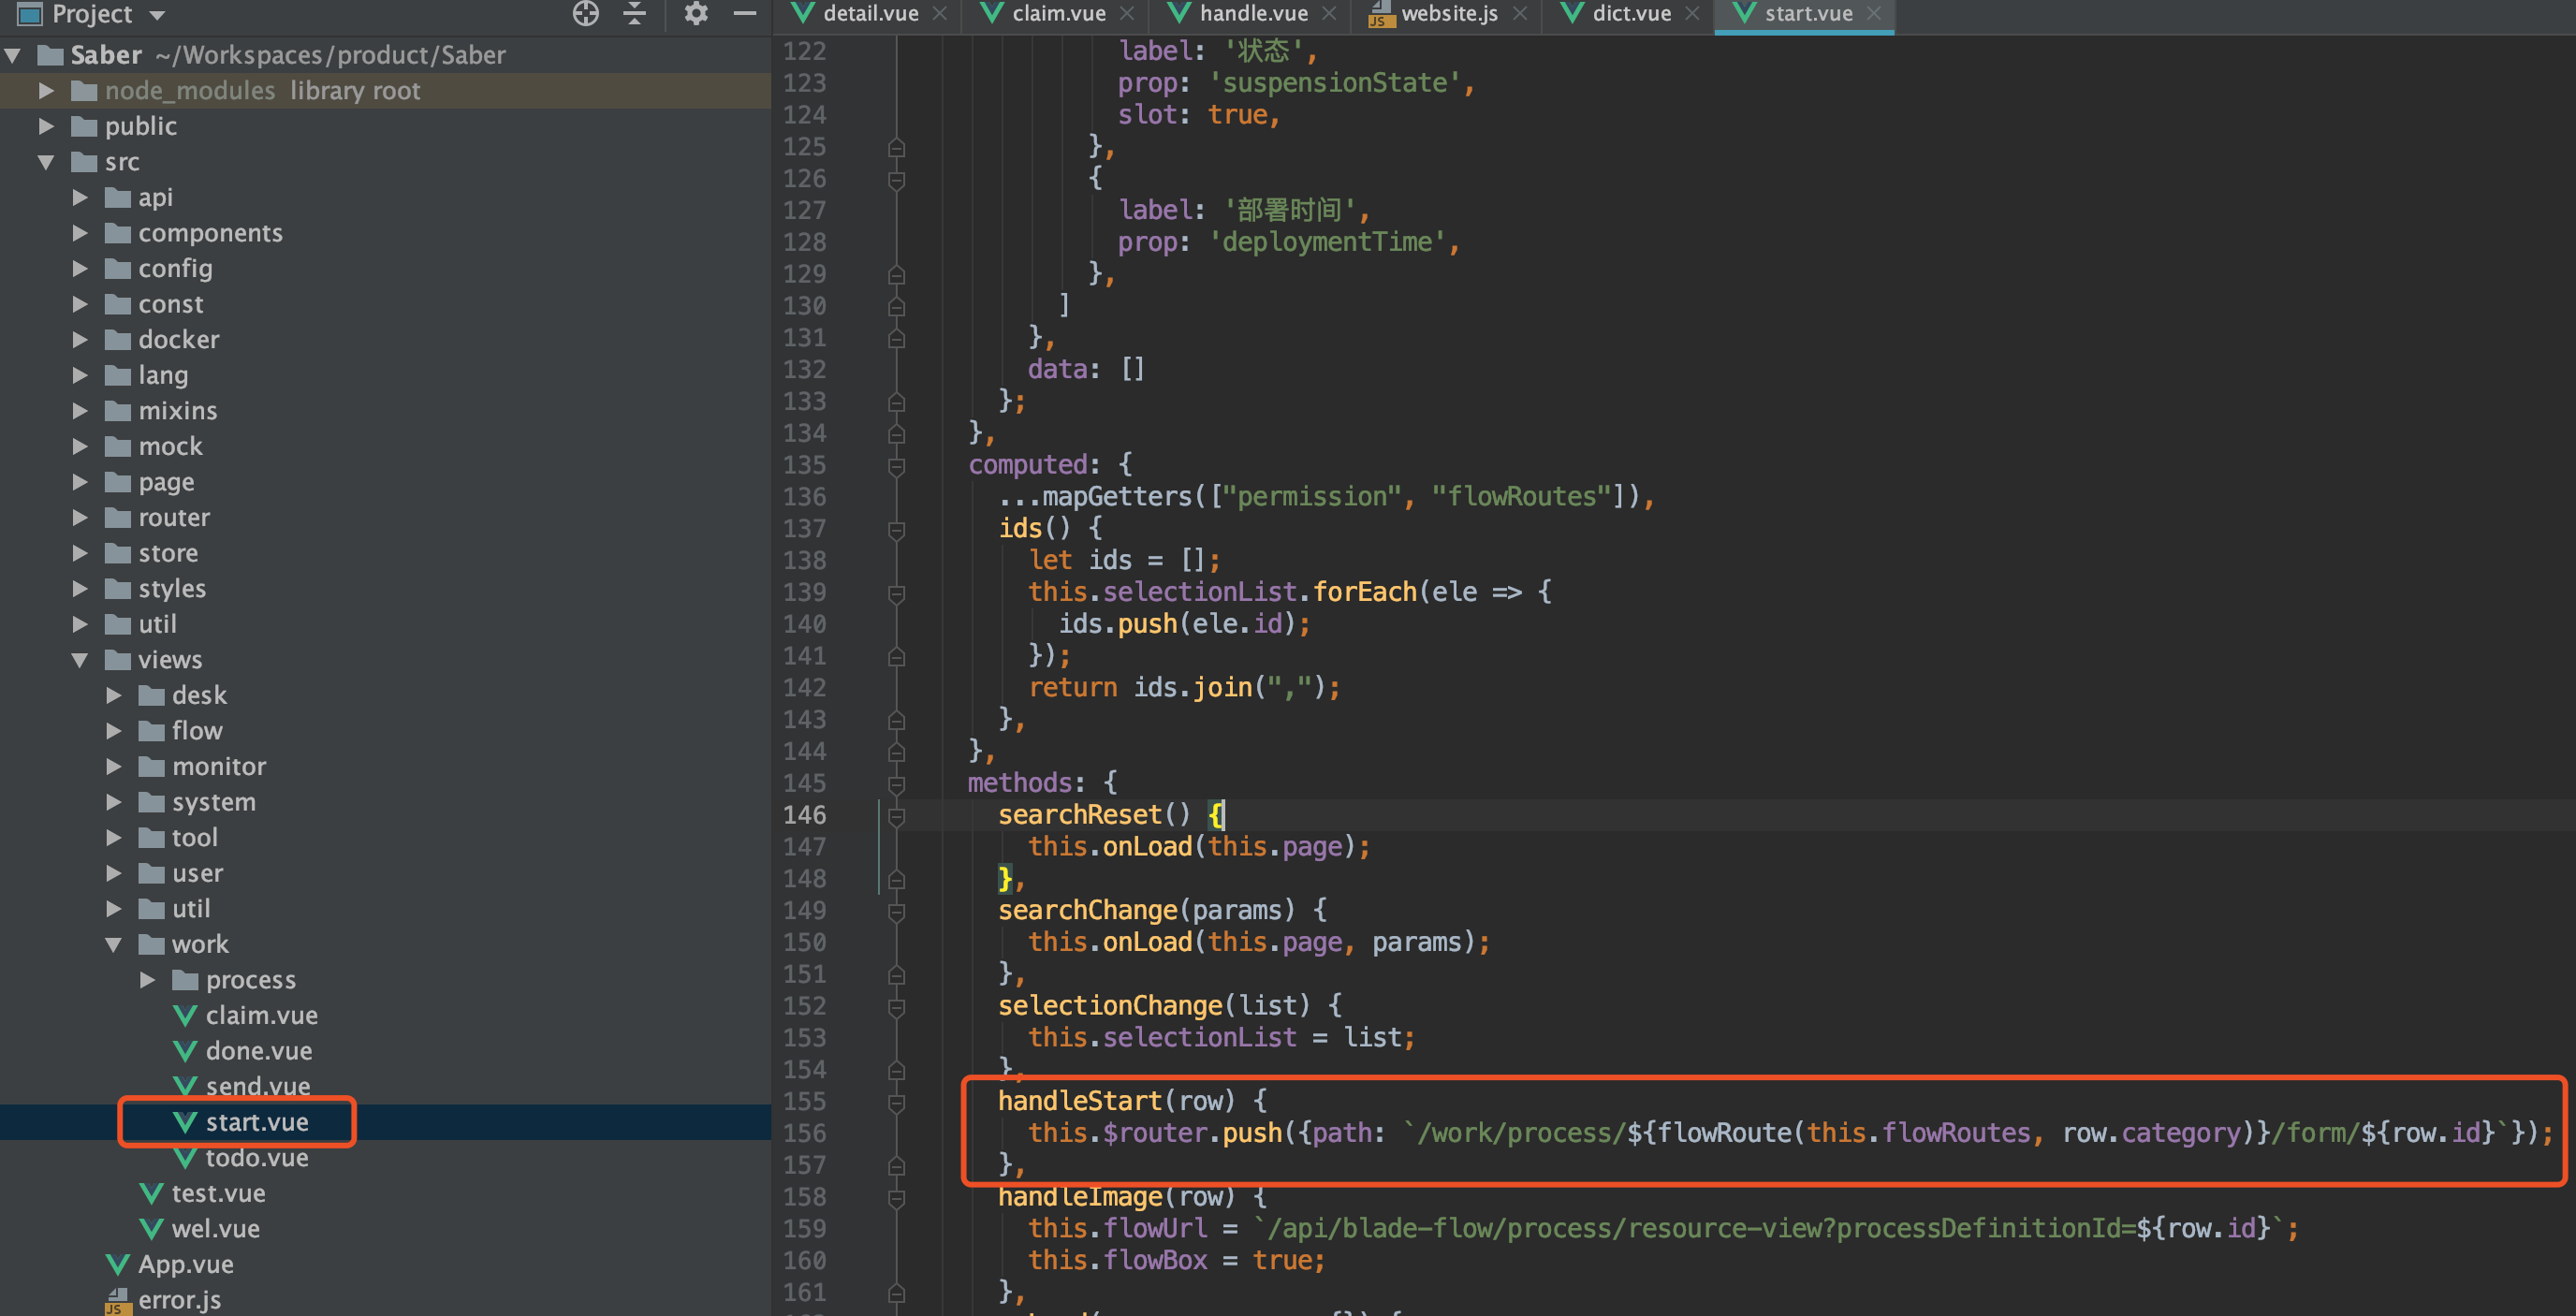 Project
Saber ~/Workspaces/product/Saber
node_modules library root
public
src
api
components
config
const
docker
lang
mixins
mock
page
router
store
styles
util
views
desk
flow
monitor
system
tool
user
util
work
process
claim.vue
done.vue
send.vue
start.vue
todo.vue
test.vue
wel.vue
App.vue
JS error.js
detail.vue claim.vue handle.vue JS website.js dict.vue start.vue
122 label: '状态',
123 prop: 'suspensionState',
124 slot: true,
125 },
126 {
127 label: '部署时间',
128 prop: 'deploymentTime',
129 },
130 ]
131 },
132 data: []
133 };
134 },
135 computed: {
136 ...mapGetters(["permission", "flowRoutes"]),
137 ids() {
138 let ids = [];
139 this.selectionList.forEach(ele => {
140 ids.push(ele.id);
141 });
142 return ids.join(",");
143 },
144 },
145 methods: {
146 searchReset() {
147 this.onLoad(this.page);
148 },
149 searchChange(params) {
150 this.onLoad(this.page, params);
151 },
152 selectionChange(list) {
153 this.selectionList = list;
154 },
155 handleStart(row) {
156 this.$router.push({path: `/work/process/${flowRoute(this.flowRoutes, row.category)}/form/${row.id}`});
157 },
158 handleImage(row) {
159 this.flowUrl = `/api/blade-flow/process/resource-view?processDefinitionId=${row.id}`;
160 this.flowBox = true;
161 },